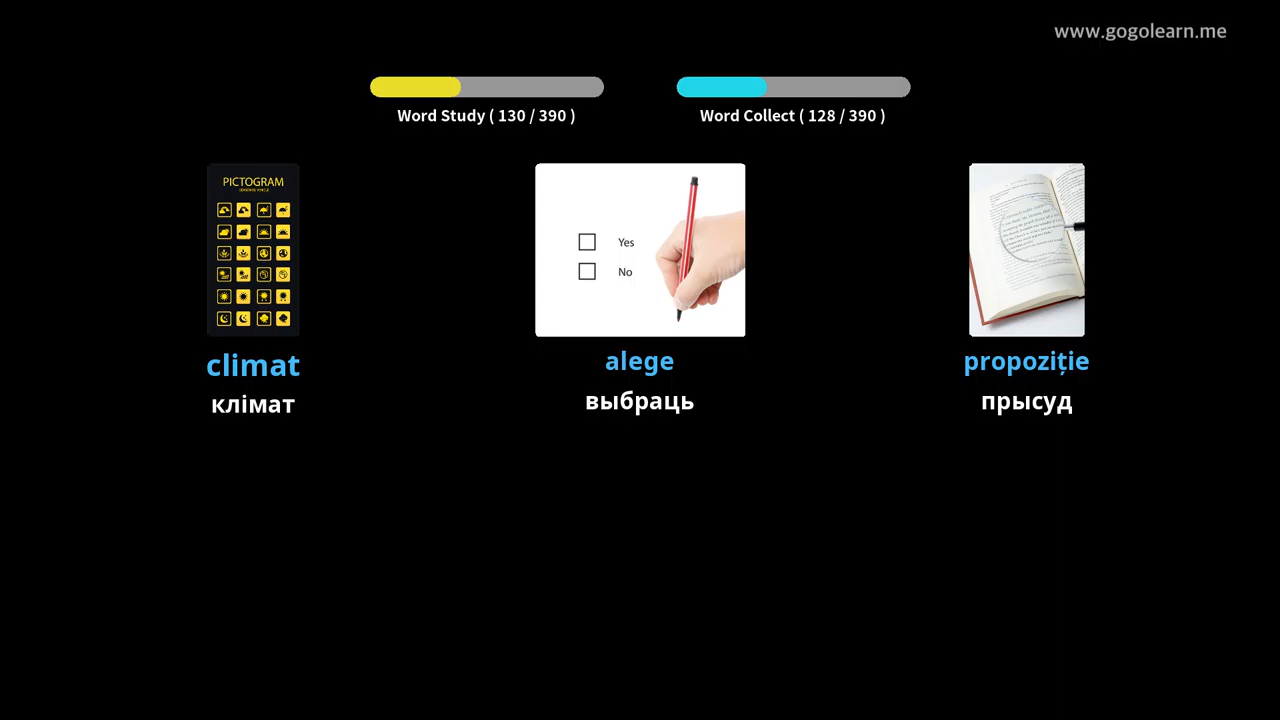 www.gogolearn.me
Word Study ( 130 / 390 )
Word Collect ( 128 / 390 )
PICTOGRAM
Yes
No
climat
alege
propoziție
клімат
выбраць
прысуд